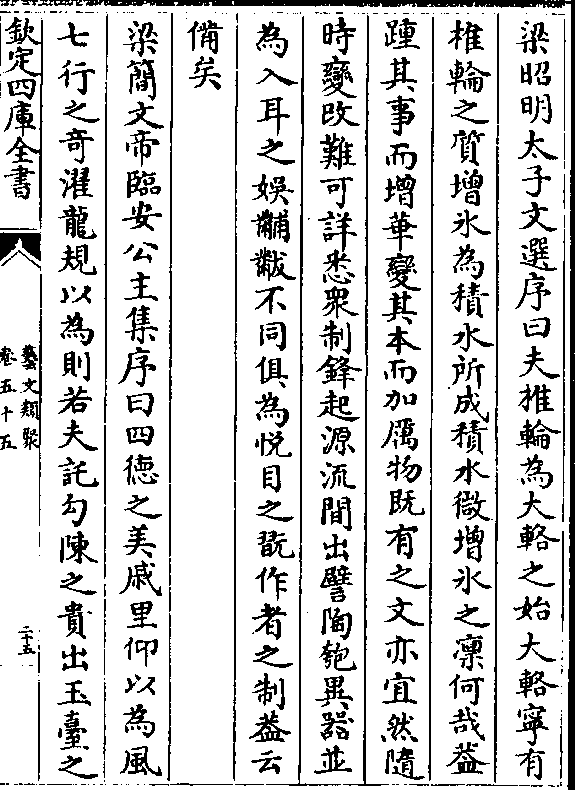 梁昭明太子文選序曰夫椎輪為大輅之始大輅寧有
椎輪之質增氷為積水所成積水微增氷之凛何哉葢
踵其事而增華變其本而加厲物既有之文亦宜然隨
時變改難可詳悉衆制鋒起源流間出譬陶匏異器並
為入耳之娛黼黻不同俱為悦目之翫作者之制葢云
備矣
梁簡文帝臨安公主集序曰四徳之美戚里仰以為風
七行之竒濯龍規以為則若夫託勾陳之貴出玉臺之
欽定四庫全書
藝文類聚
卷五十五
二十五